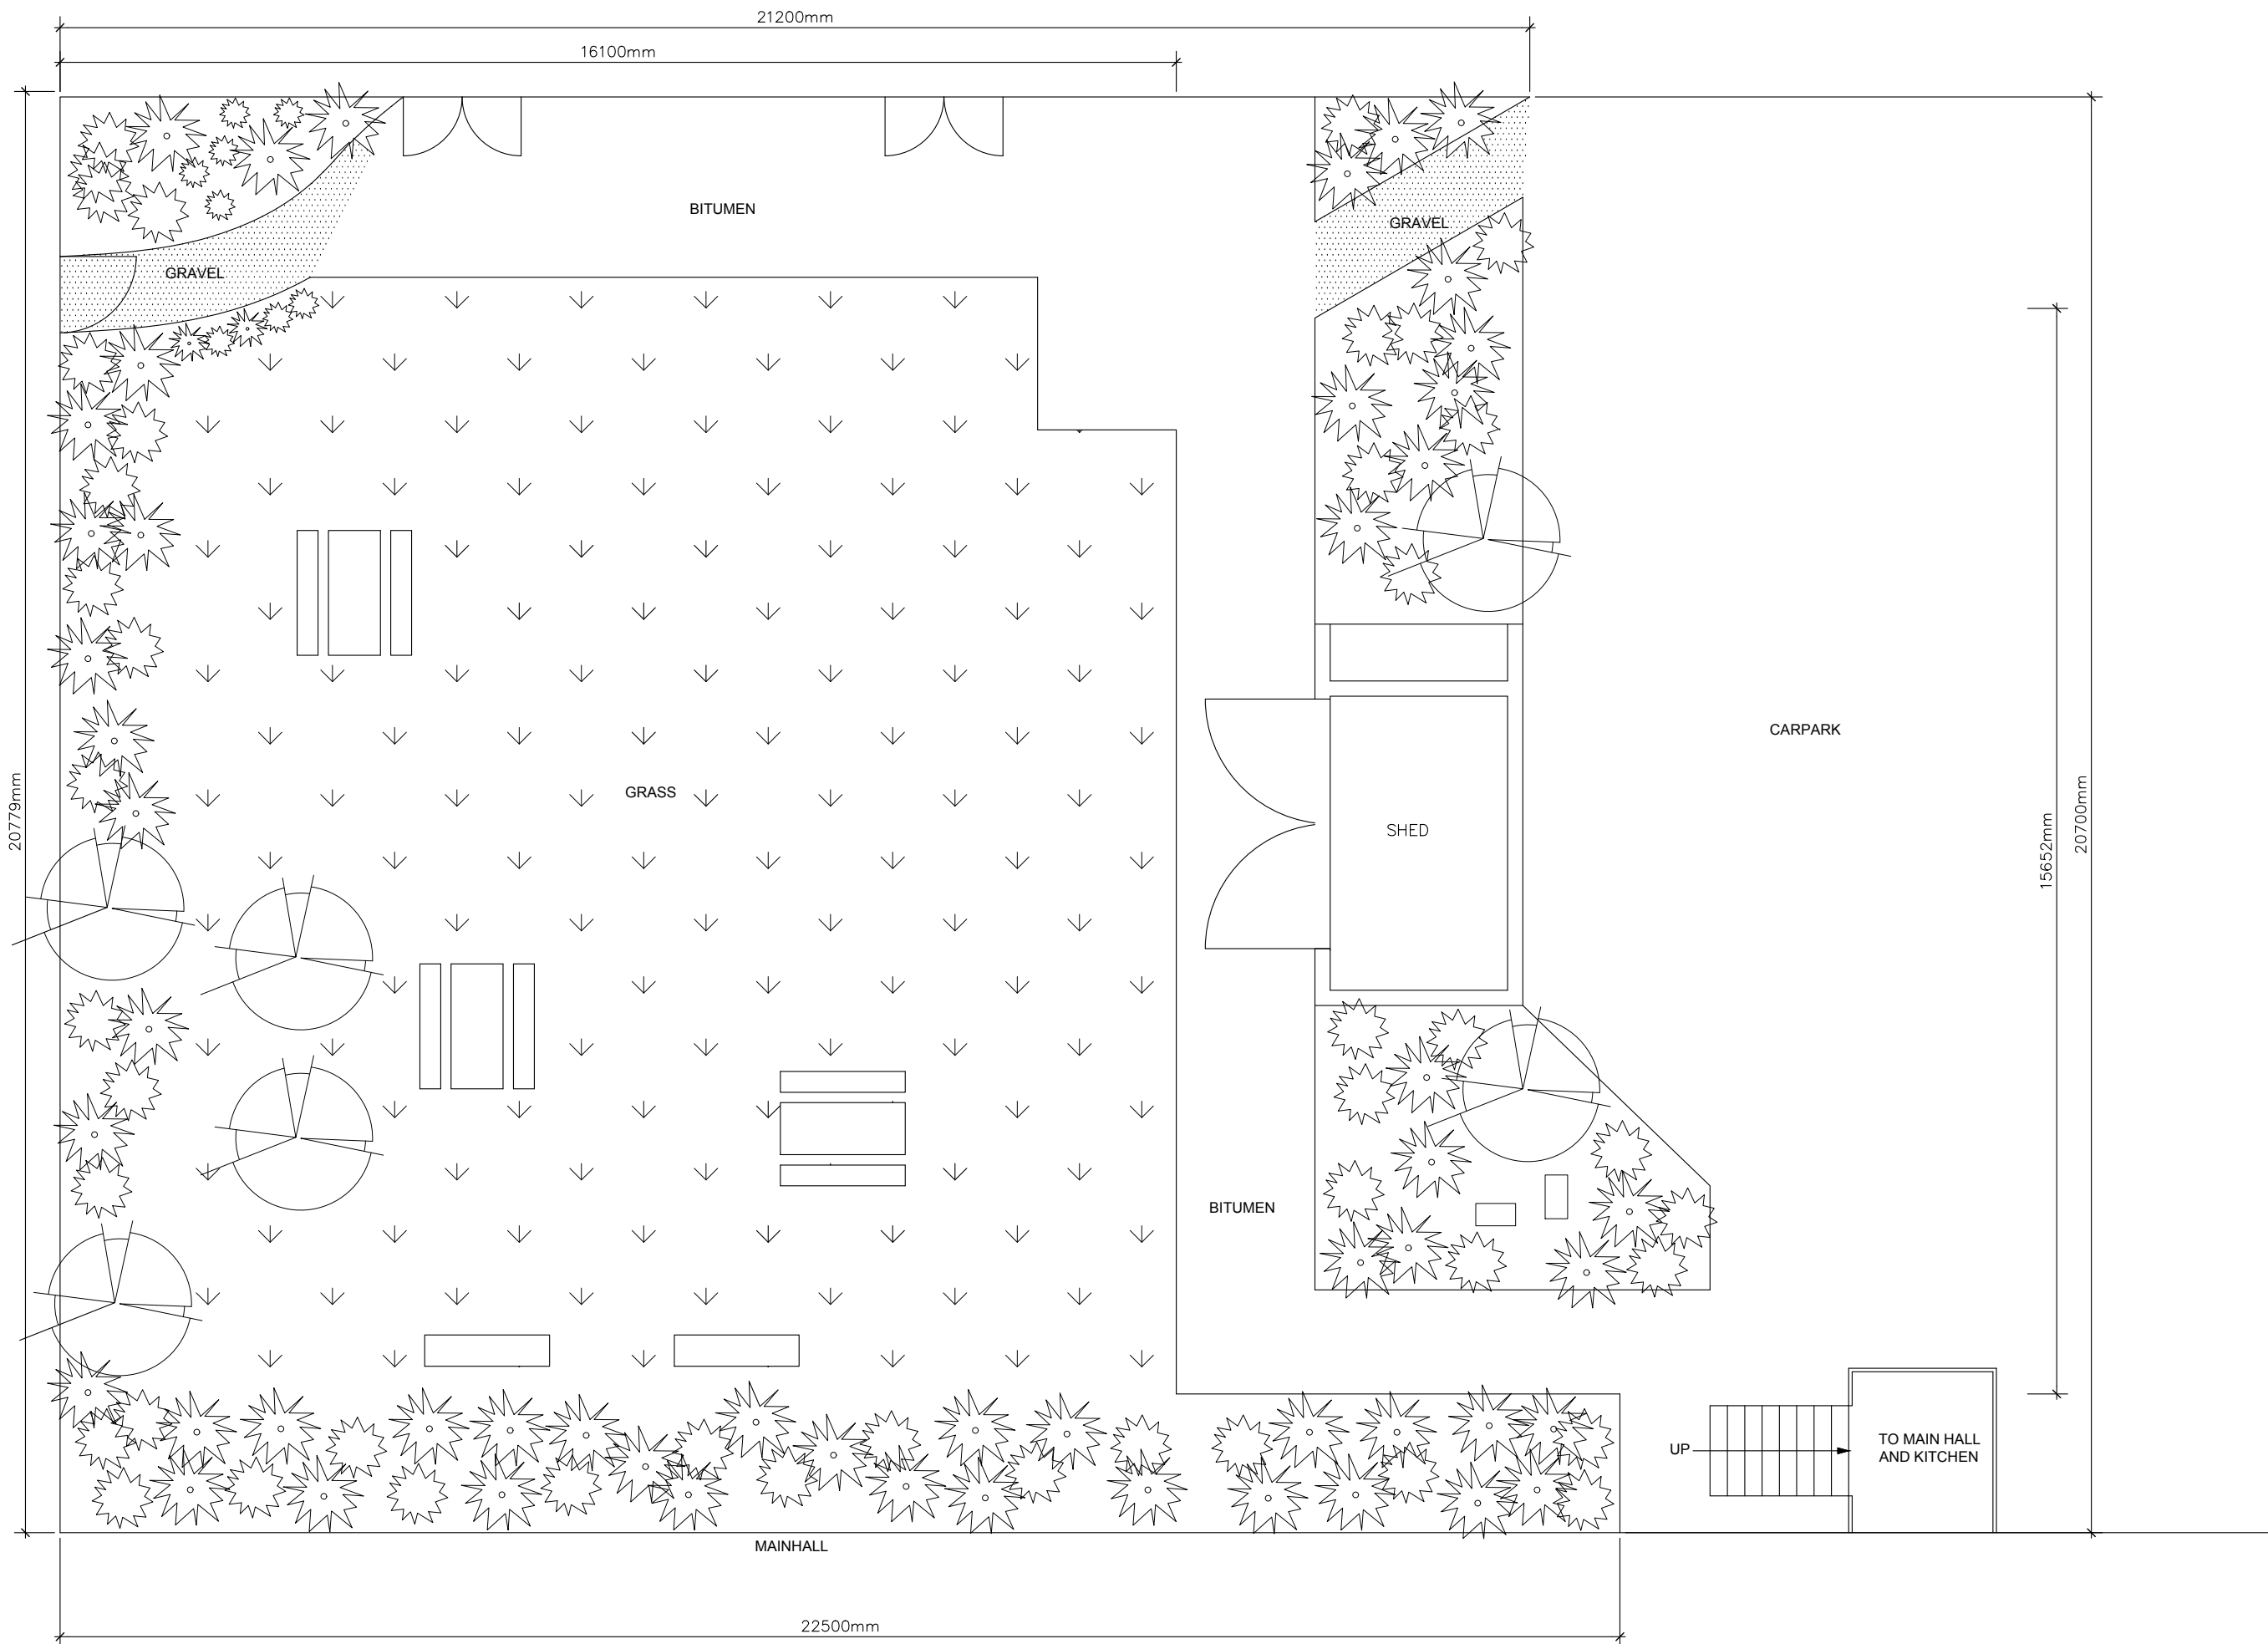 21200mm
16100mm
BITUMEN
GRAVEL
GRAVEL
CARPARK
20779mm
GRASS
SHED
15652mm
20700mm
BITUMEN
UP
TO MAIN HALL
AND KITCHEN
MAINHALL
22500mm